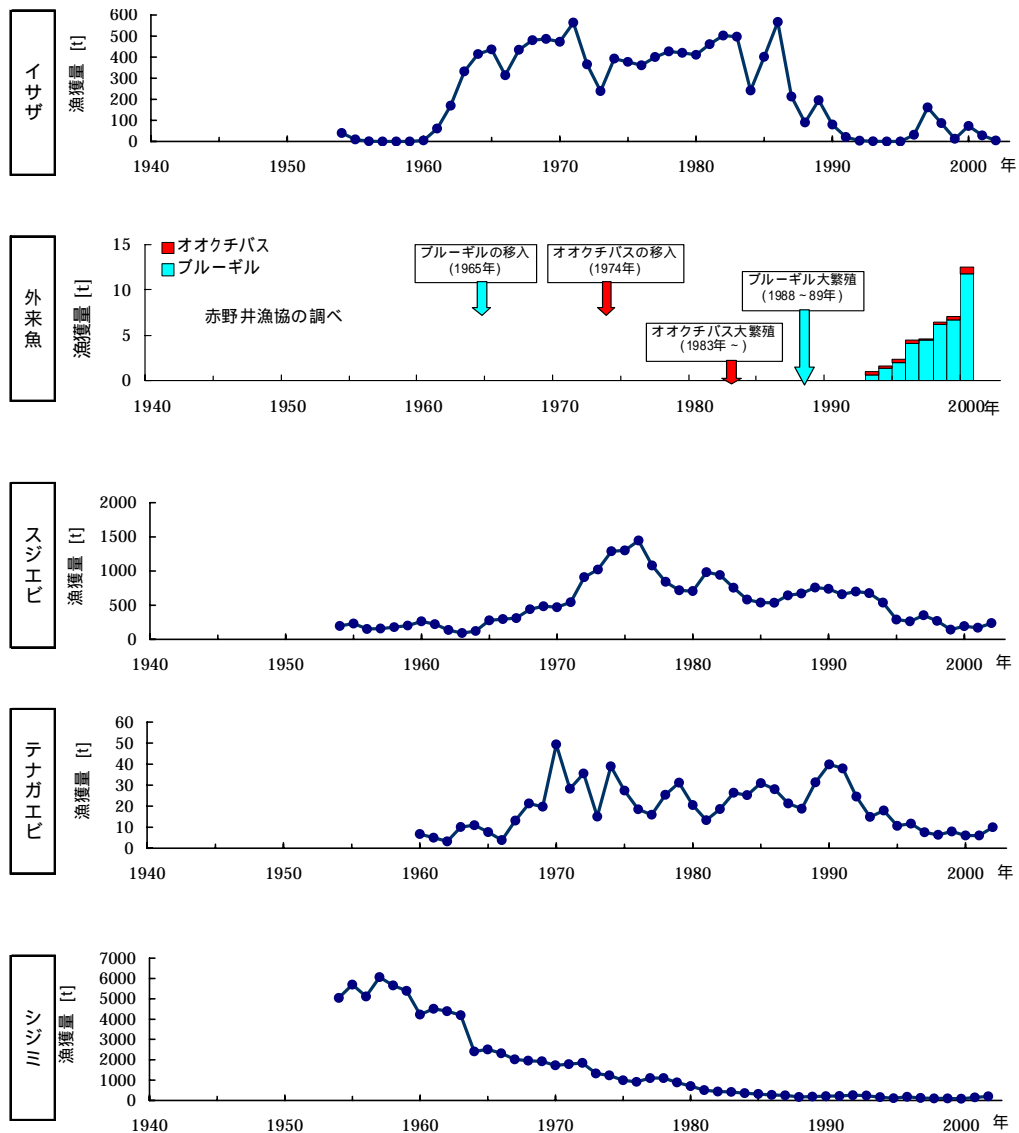 イサザ
漁獲量 [t]
600
500
400
300
200
100
0
1940 1950 1960 1970 1980 1990 2000 年
外来魚
漁獲量 [t]
オオクチバス
ブルーギル
赤野井漁協の調べ
ブルーギルの移入
(1965年)
オオクチバスの移入
(1974年)
ブルーギル大繁殖
(1988～89年)
オオクチバス大繁殖
(1983年～)
15
10
5
0
1940 1950 1960 1970 1980 1990 2000年
スジエビ
漁獲量 [t]
2000
1500
1000
500
0
1940 1950 1960 1970 1980 1990 2000 年
テナガエビ
漁獲量 [t]
60
50
40
30
20
10
0
1940 1950 1960 1970 1980 1990 2000 年
シジミ
漁獲量 [t]
7000
6000
5000
4000
3000
2000
1000
0
1940 1950 1960 1970 1980 1990 2000 年